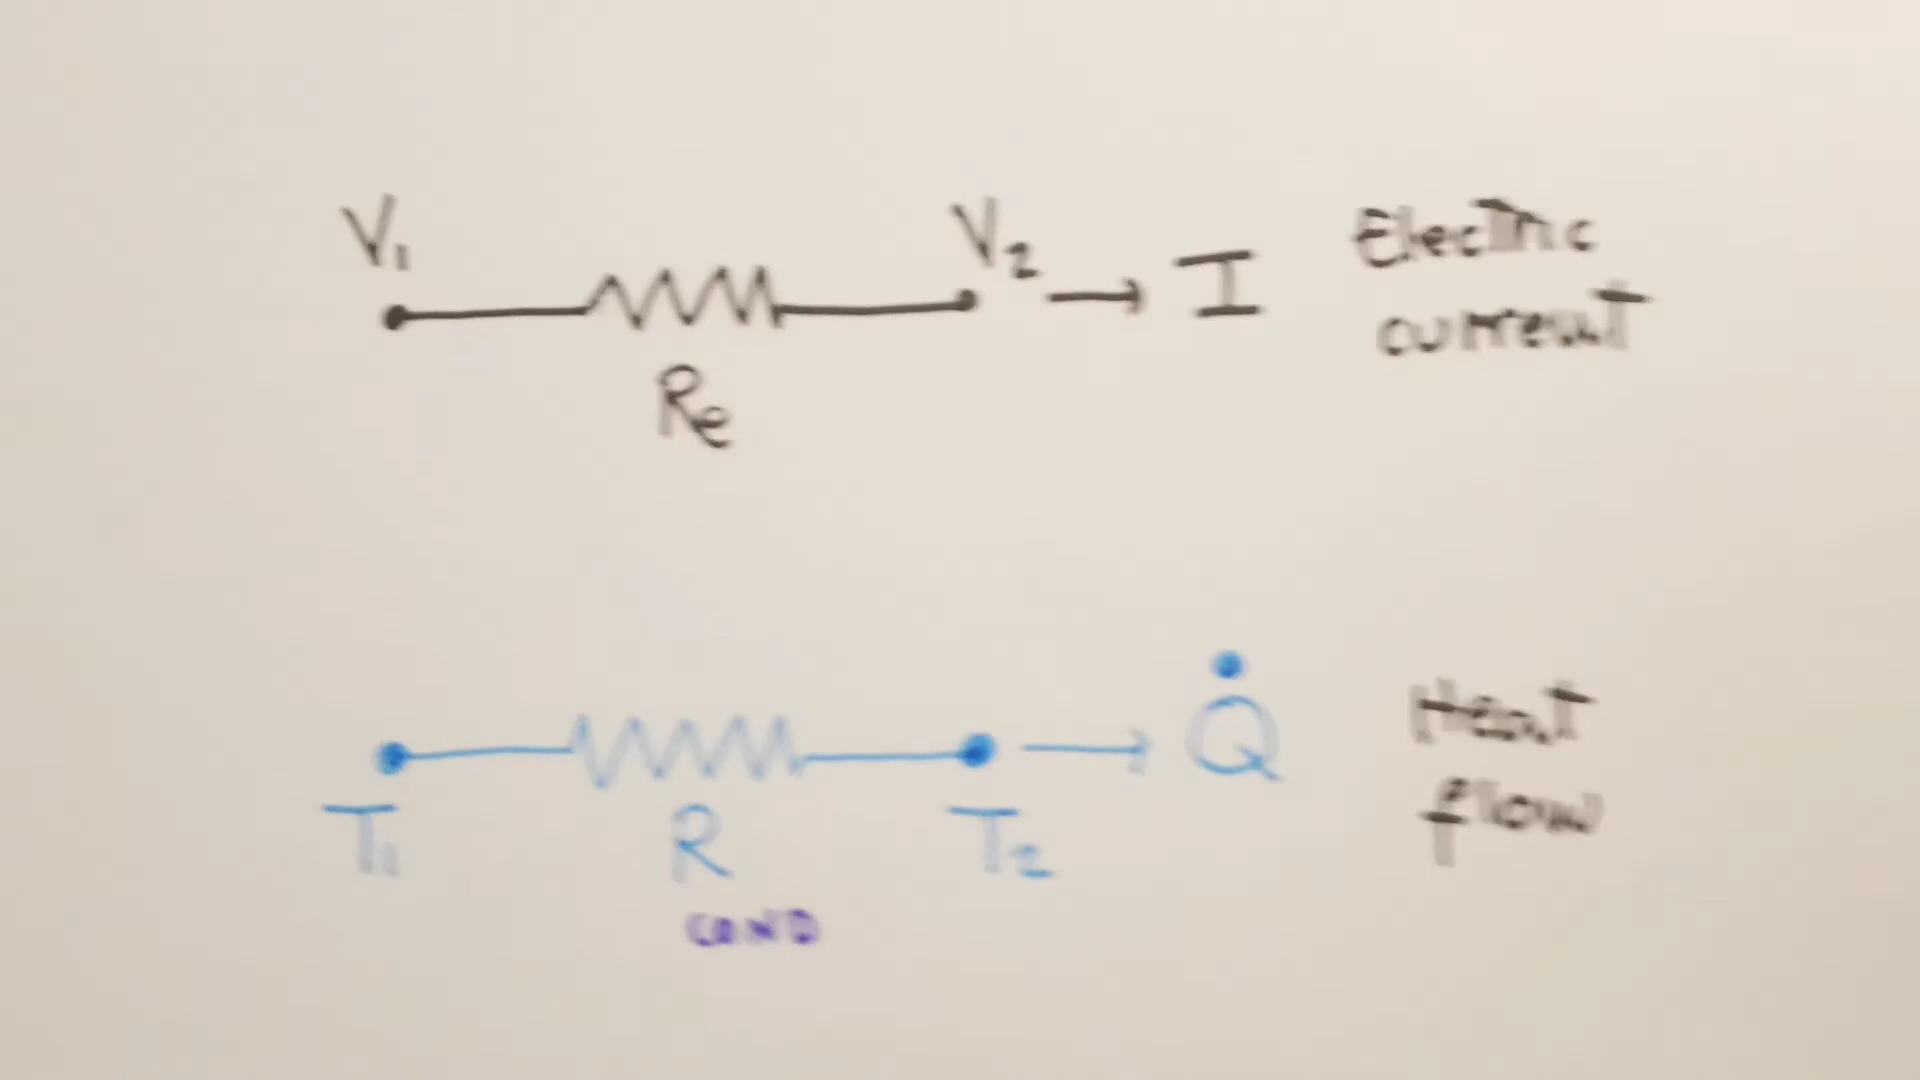 V₁
V₂
I
Electric
current
Re
Q̇
Heat
flow
T₁
R
T₂
COND